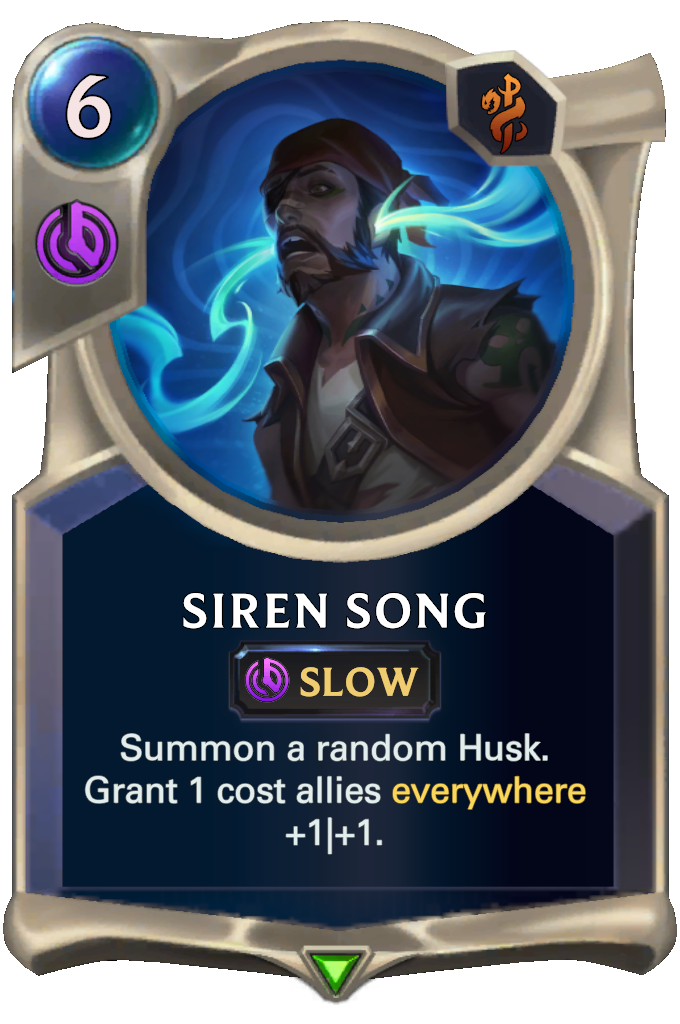 6
SIREN SONG
SLOW
Summon a random Husk.
Grant 1 cost allies everywhere
+1|+1.